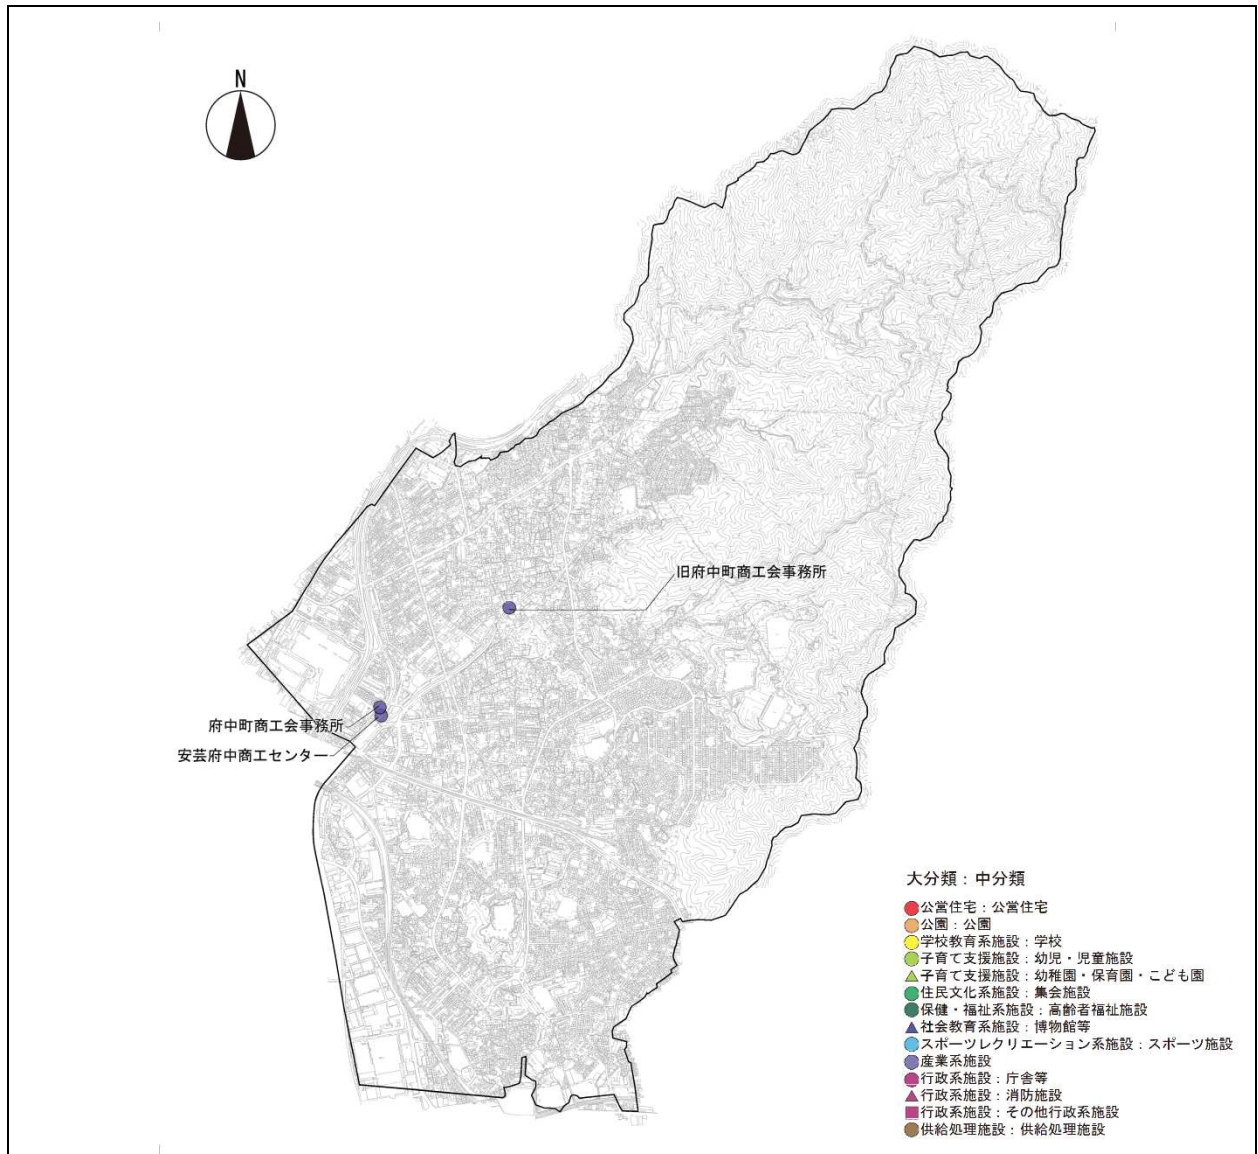 N
旧府中町商工会事務所
府中町商工会事務所
安芸府中商工センター
大分類：中分類
公営住宅：公営住宅
公園：公園
学校教育系施設：学校
子育て支援施設：幼児・児童施設
子育て支援施設：幼稚園・保育園・こども園
住民文化系施設：集会施設
保健・福祉系施設：高齢者福祉施設
社会教育系施設：博物館等
スポーツレクリエーション系施設：スポーツ施設
産業系施設
行政系施設：庁舎等
行政系施設：消防施設
行政系施設：その他行政系施設
供給処理施設：供給処理施設